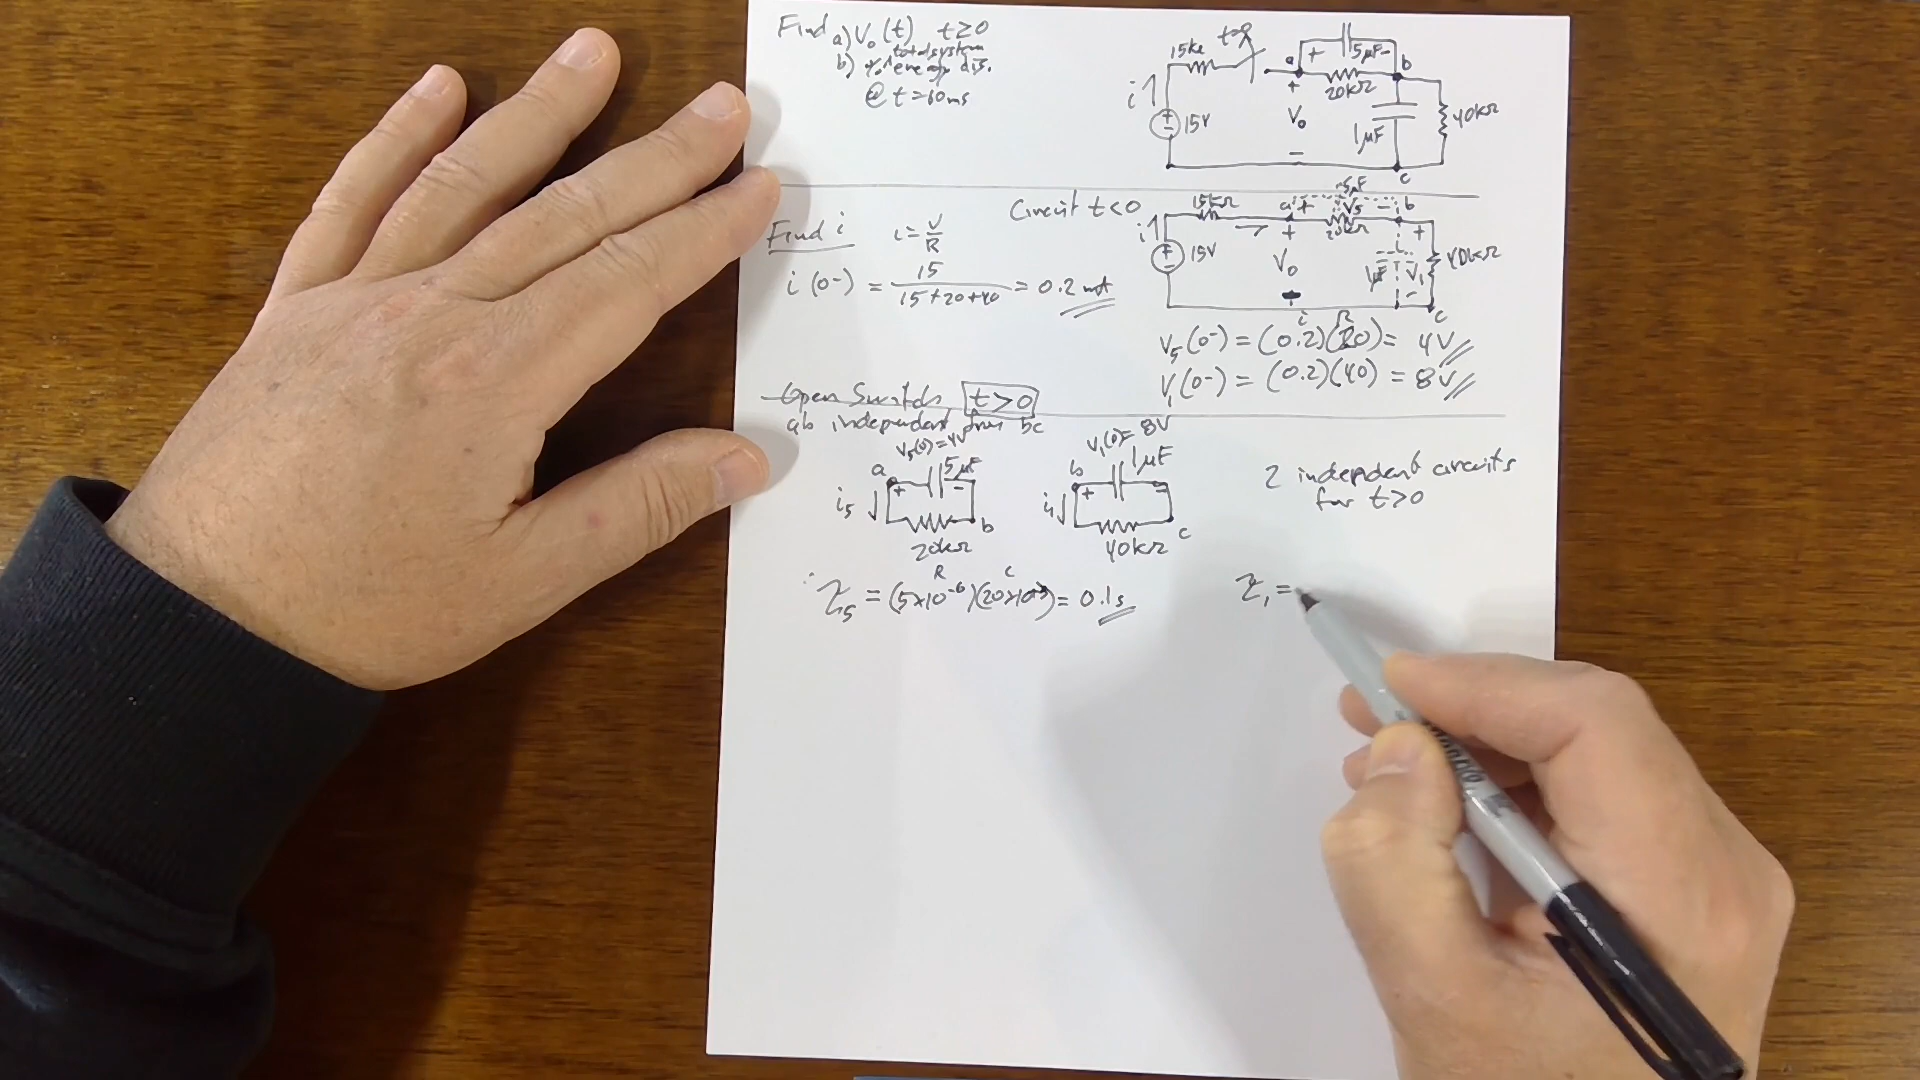 Find a) V₀(t) t≥0
total system
b) % energy dis.
@ t=60ms
15kΩ t=0 a + 5μF - b
20kΩ
i 15V + V₀ - 1μF 40kΩ
c
Circuit t<0
Find i i = V/R
i(0-) = 15/(15+20+40) = 0.2 mA
5μF
15kΩ a + V₅ - b
20kΩ
i 15V + V₀ 1μF + V₁ - 40kΩ
c
i R
V₅(0-) = (0.2)(20) = 4V
V₁(0-) = (0.2)(40) = 8V
Open Switch t>0
ab independent from bc
V₅(0)=4V V₁(0)=8V
a 5μF b 1μF
2 independent circuits
for t>0
i₅ + - b i₁ + - c
20kΩ 40kΩ
R C
∴ τ₅ = (5×10⁻⁶)(20×10³) = 0.1s τ₁ =